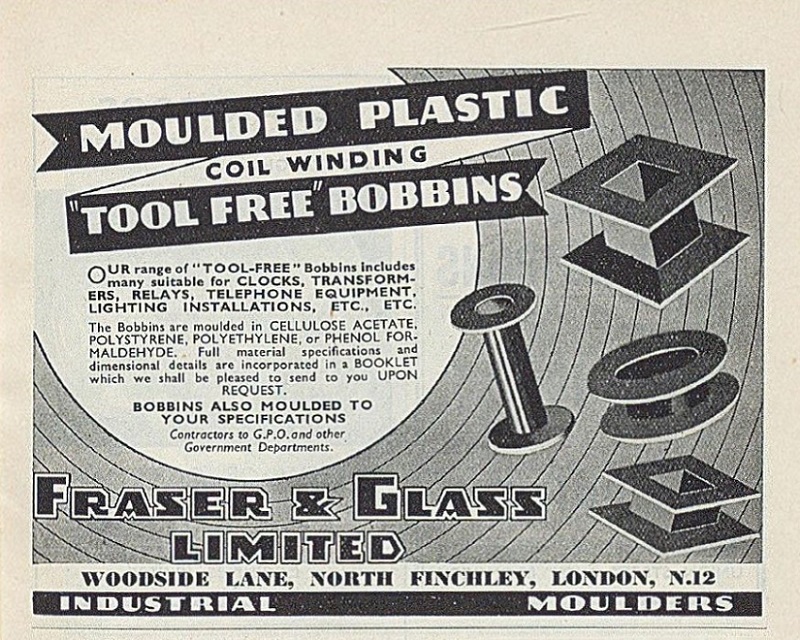 MOULDED PLASTIC
COIL WINDING
"TOOL FREE" BOBBINS
OUR range of "TOOL-FREE" Bobbins includes
many suitable for CLOCKS, TRANSFORM-
ERS, RELAYS, TELEPHONE EQUIPMENT,
LIGHTING INSTALLATIONS, ETC., ETC.
The Bobbins are moulded in CELLULOSE ACETATE,
POLYSTYRENE, POLYETHYLENE, or PHENOL FOR-
MALDEHYDE. Full material specifications and
dimensional details are incorporated in a BOOKLET
which we shall be pleased to send to you UPON
REQUEST.
BOBBINS ALSO MOULDED TO
YOUR SPECIFICATIONS
Contractors to G.P.O. and other
Government Departments.
FRASER & GLASS
LIMITED
WOODSIDE LANE, NORTH FINCHLEY, LONDON, N.12
INDUSTRIAL MOULDERS